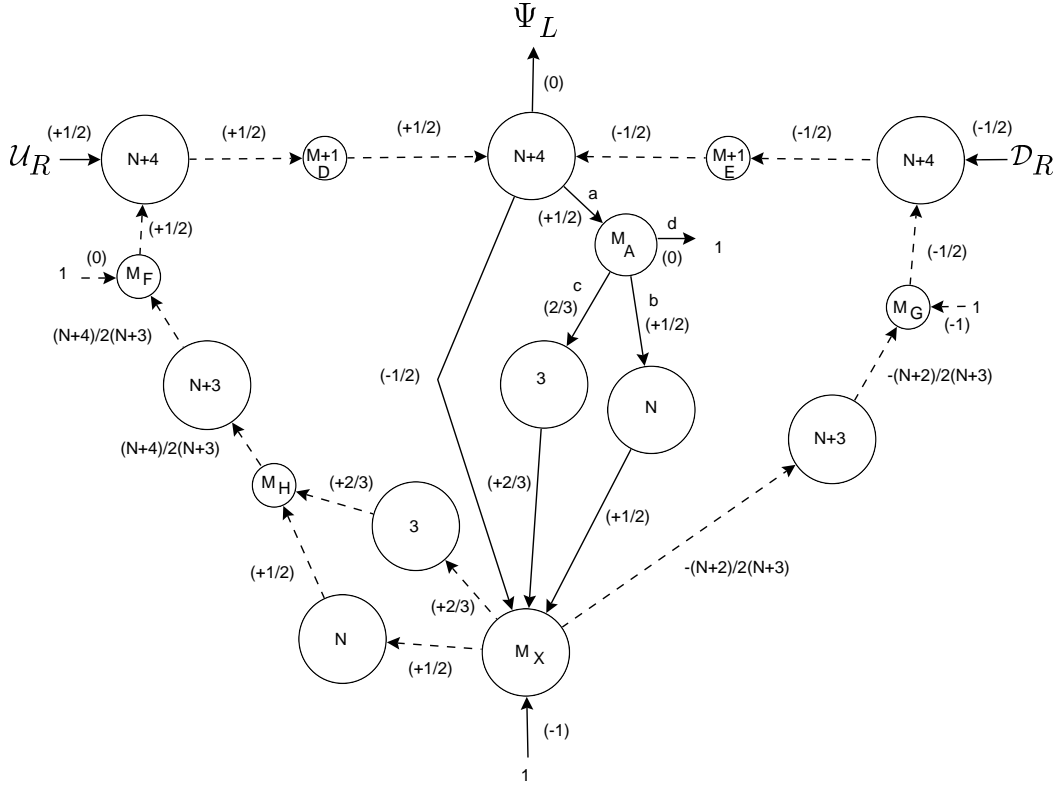 Ψ_L
(0)
(+1/2) (+1/2) (+1/2) (-1/2) (-1/2) (-1/2)
𝒰_R N+4 M+1 D N+4 M+1 E N+4 𝒟_R
a
(+1/2) (+1/2) d (-1/2)
(0) M_A (0) 1
1 M_F c b
(2/3) (+1/2) M_G 1
(-1)
(N+4)/2(N+3)
(-1/2) 3 -(N+2)/2(N+3)
N+3 N
N+3
(N+4)/2(N+3)
M_H (+2/3) (+2/3)
3 (+1/2)
(+1/2) -(N+2)/2(N+3)
(+2/3)
N M_X
(+1/2)
(-1)
1